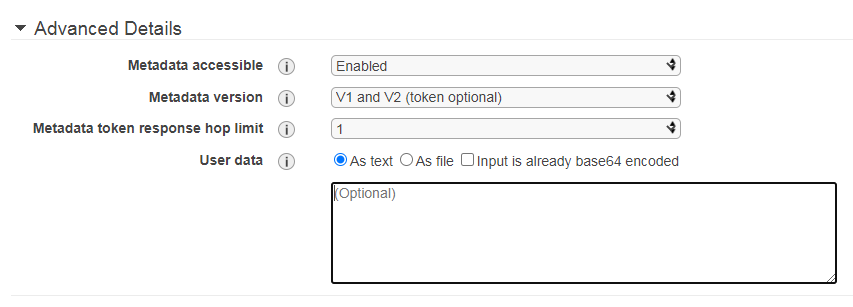 Advanced Details
Metadata accessible Enabled
Metadata version V1 and V2 (token optional)
Metadata token response hop limit 1
User data As text As file Input is already base64 encoded
(Optional)